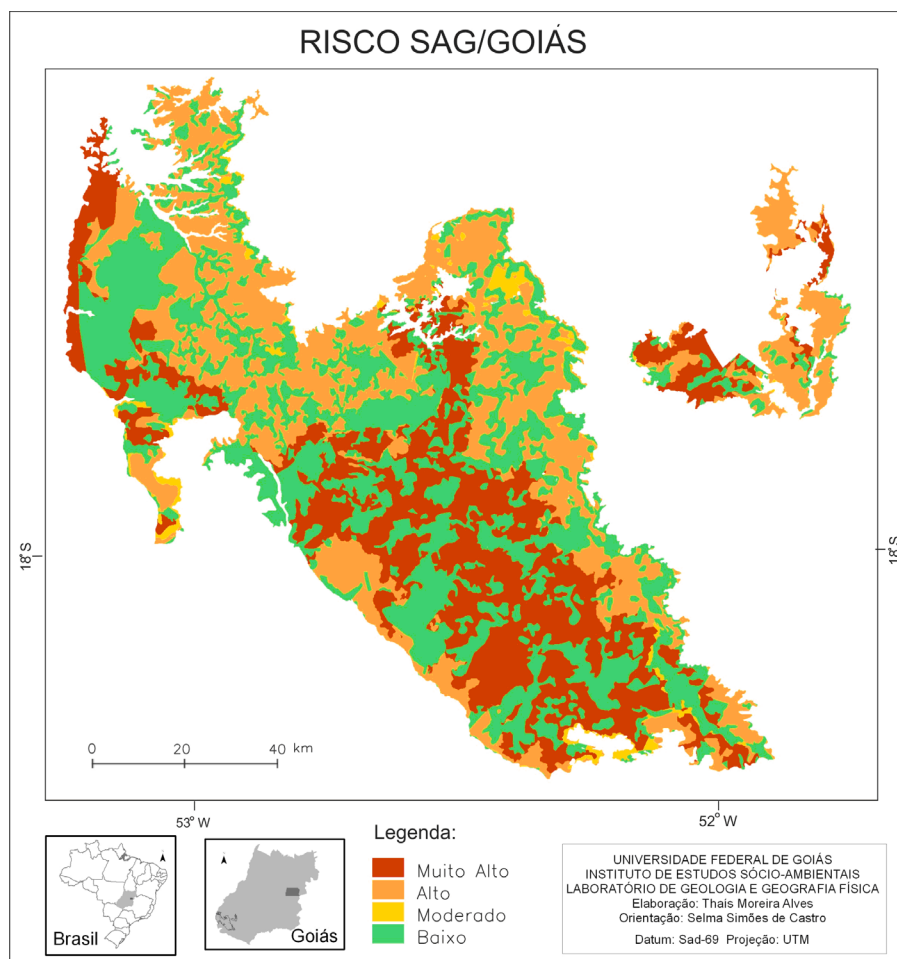 RISCO SAG/GOIÁS
18°S
18°S
0 20 40 km
53° W
52° W
Brasil
Goiás
Legenda:
Muito Alto
Alto
Moderado
Baixo
UNIVERSIDADE FEDERAL DE GOIÁS
INSTITUTO DE ESTUDOS SÓCIO-AMBIENTAIS
LABORATÓRIO DE GEOLOGIA E GEOGRAFIA FÍSICA
Elaboração: Thais Moreira Alves
Orientação: Selma Simões de Castro
Datum: Sad-69 Projeção: UTM